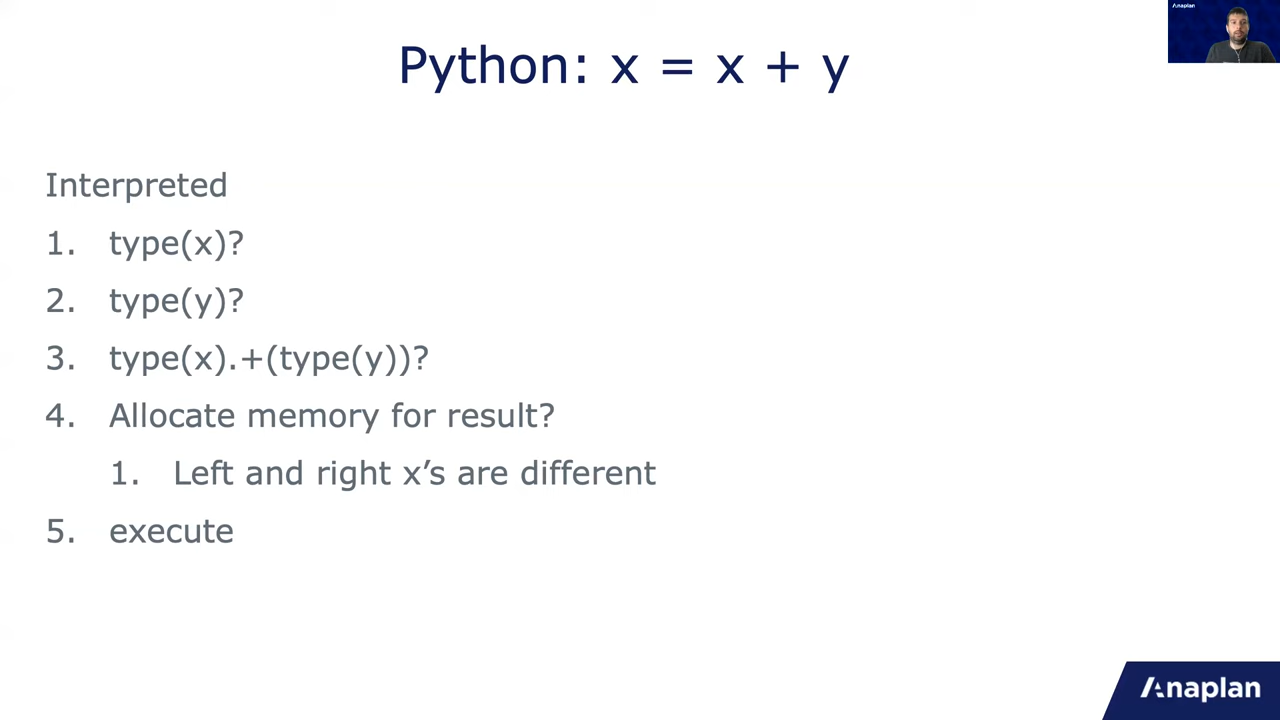 Anaplan
Python: x = x + y
Interpreted
1. type(x)?
2. type(y)?
3. type(x).+(type(y))?
4. Allocate memory for result?
1. Left and right x’s are different
5. execute
Anaplan